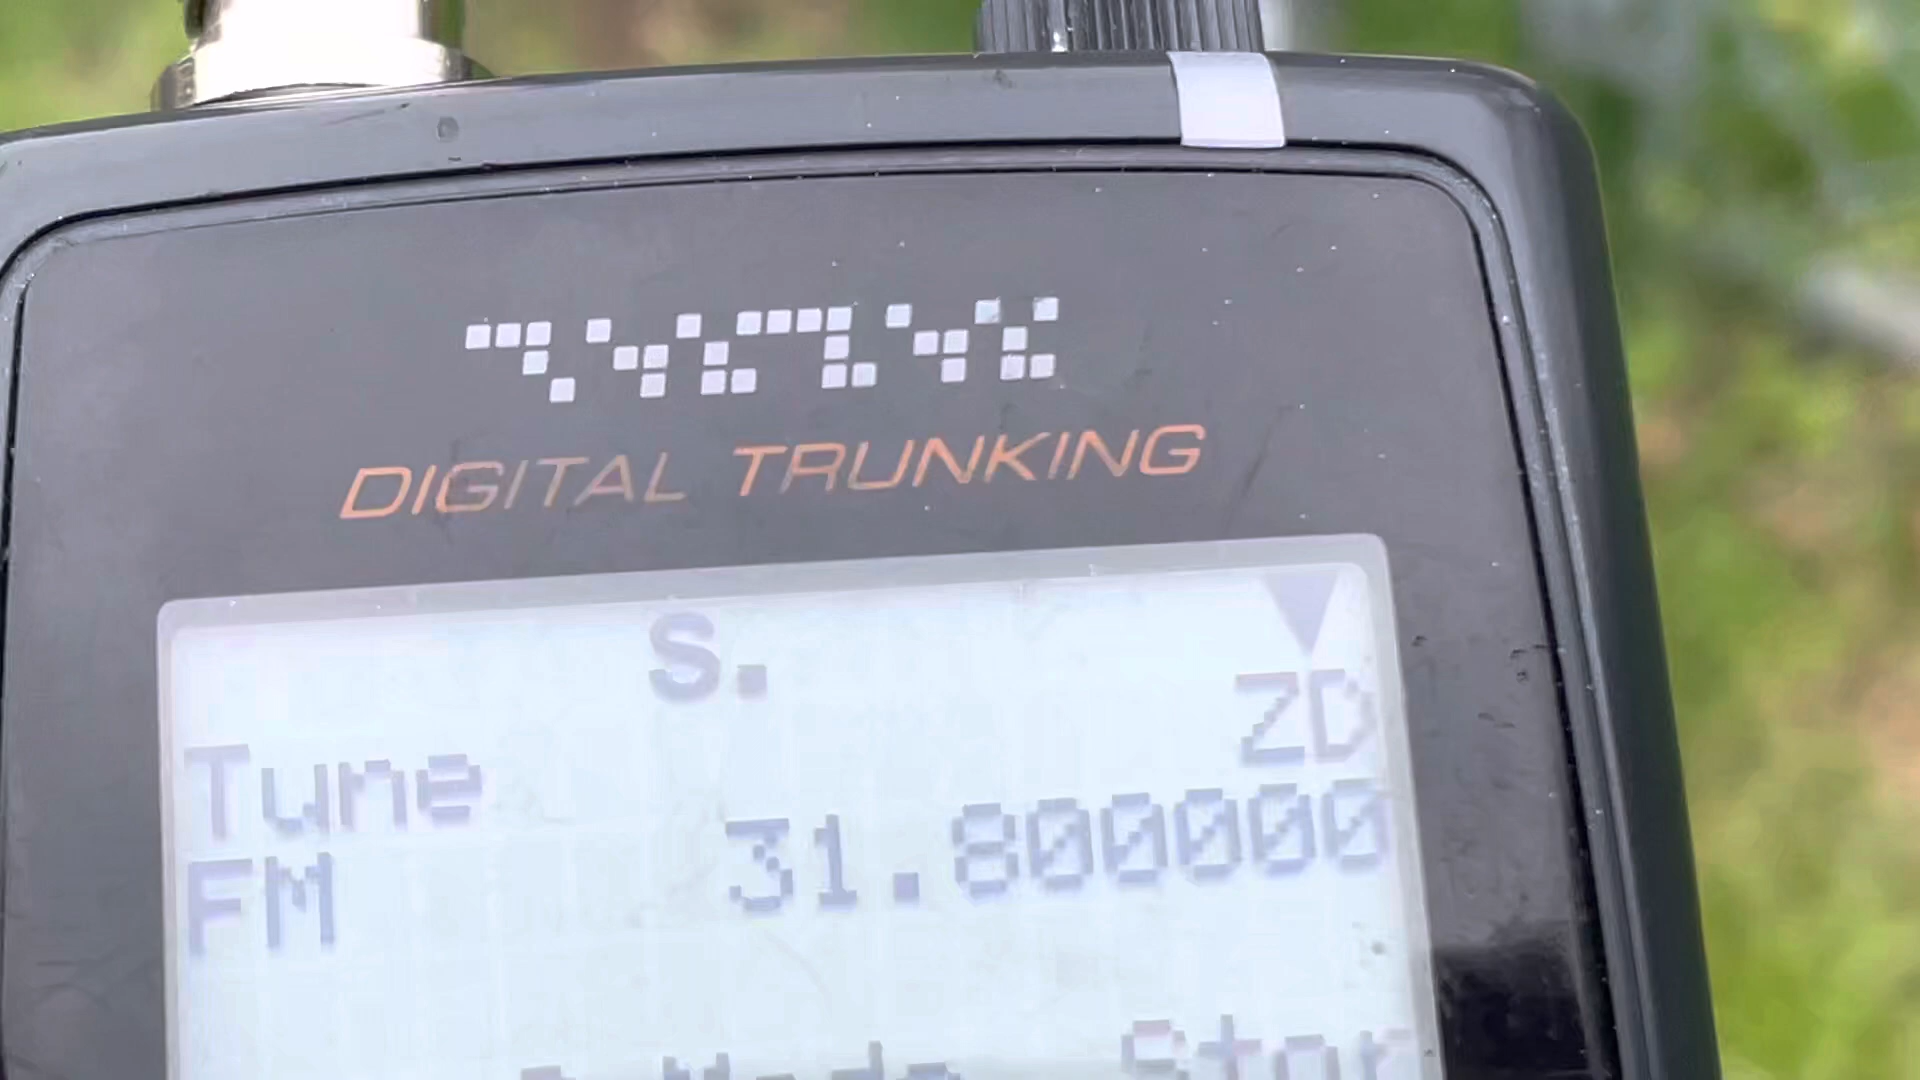 DIGITAL TRUNKING
S.
ZD
Tune
FM 31.800000